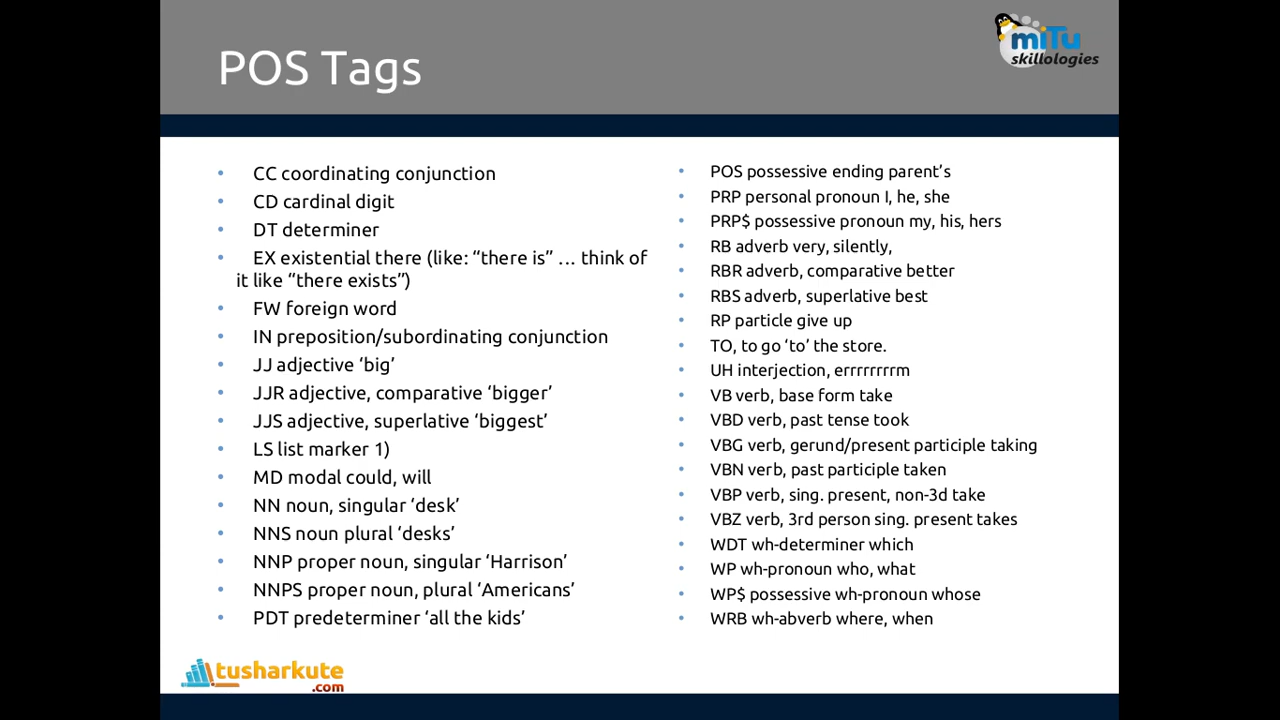 POS Tags
miTu
skillologies
• CC coordinating conjunction
• CD cardinal digit
• DT determiner
• EX existential there (like: “there is” … think of
it like “there exists”)
• FW foreign word
• IN preposition/subordinating conjunction
• JJ adjective ‘big’
• JJR adjective, comparative ‘bigger’
• JJS adjective, superlative ‘biggest’
• LS list marker 1)
• MD modal could, will
• NN noun, singular ‘desk’
• NNS noun plural ‘desks’
• NNP proper noun, singular ‘Harrison’
• NNPS proper noun, plural ‘Americans’
• PDT predeterminer ‘all the kids’
• POS possessive ending parent’s
• PRP personal pronoun I, he, she
• PRP$ possessive pronoun my, his, hers
• RB adverb very, silently,
• RBR adverb, comparative better
• RBS adverb, superlative best
• RP particle give up
• TO, to go ‘to’ the store.
• UH interjection, errrrrrrrm
• VB verb, base form take
• VBD verb, past tense took
• VBG verb, gerund/present participle taking
• VBN verb, past participle taken
• VBP verb, sing. present, non-3d take
• VBZ verb, 3rd person sing. present takes
• WDT wh-determiner which
• WP wh-pronoun who, what
• WP$ possessive wh-pronoun whose
• WRB wh-abverb where, when
tusharkute
.com